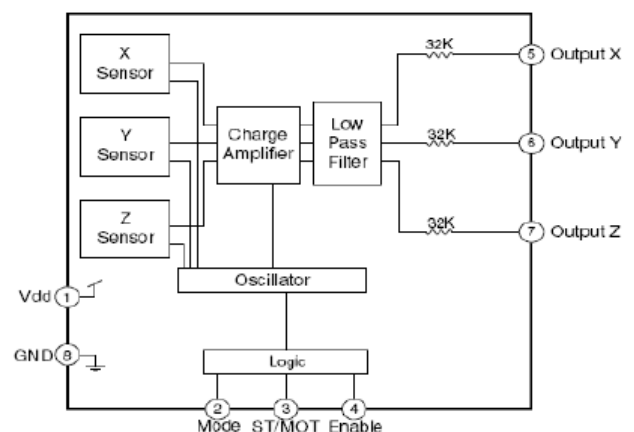 X
Sensor
Y
Sensor
Z
Sensor
Charge
Amplifier
Low
Pass
Filter
32K
5 Output X
32K
6 Output Y
32K
7 Output Z
Oscillator
Vdd 1
GND 8
Logic
2 3 4
Mode ST/MOT Enable